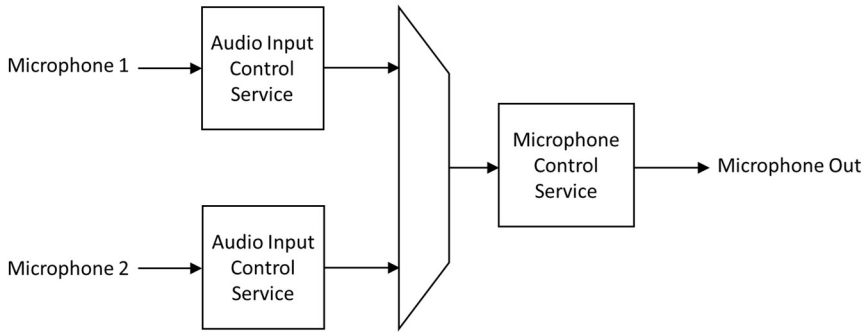 Microphone 1
Audio Input
Control
Service
Microphone 2
Audio Input
Control
Service
Microphone
Control
Service
Microphone Out